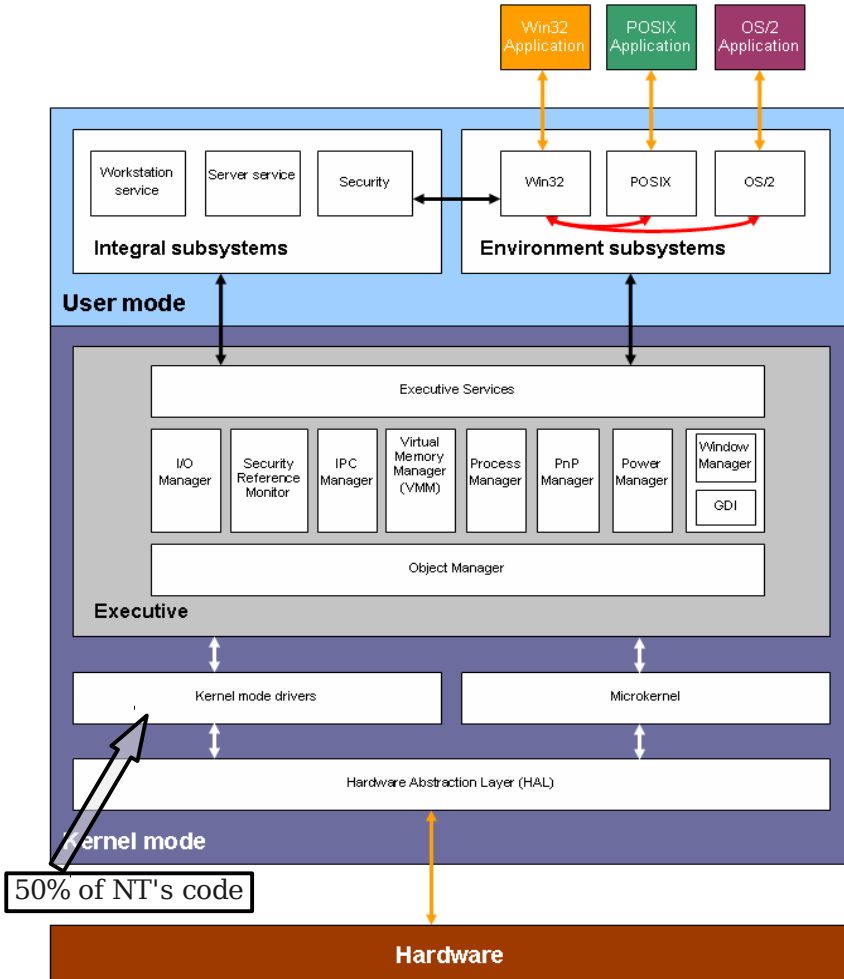 Win32
Application
POSIX
Application
OS/2
Application
Workstation
service
Server service
Security
Win32
POSIX
OS/2
Integral subsystems
Environment subsystems
User mode
Executive Services
I/O
Manager
Security
Reference
Monitor
IPC
Manager
Virtual
Memory
Manager
(VMM)
Process
Manager
PnP
Manager
Power
Manager
Window
Manager
GDI
Object Manager
Executive
Kernel mode drivers
Microkernel
Hardware Abstraction Layer (HAL)
Kernel mode
50% of NT's code
Hardware